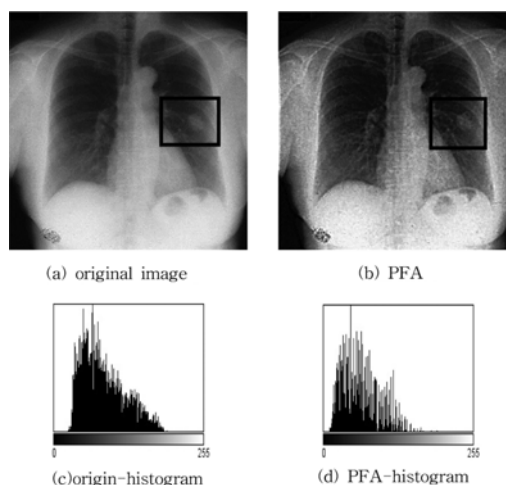 (a) original image
(b) PFA
0
255
(c)origin-histogram
0
255
(d) PFA-histogram